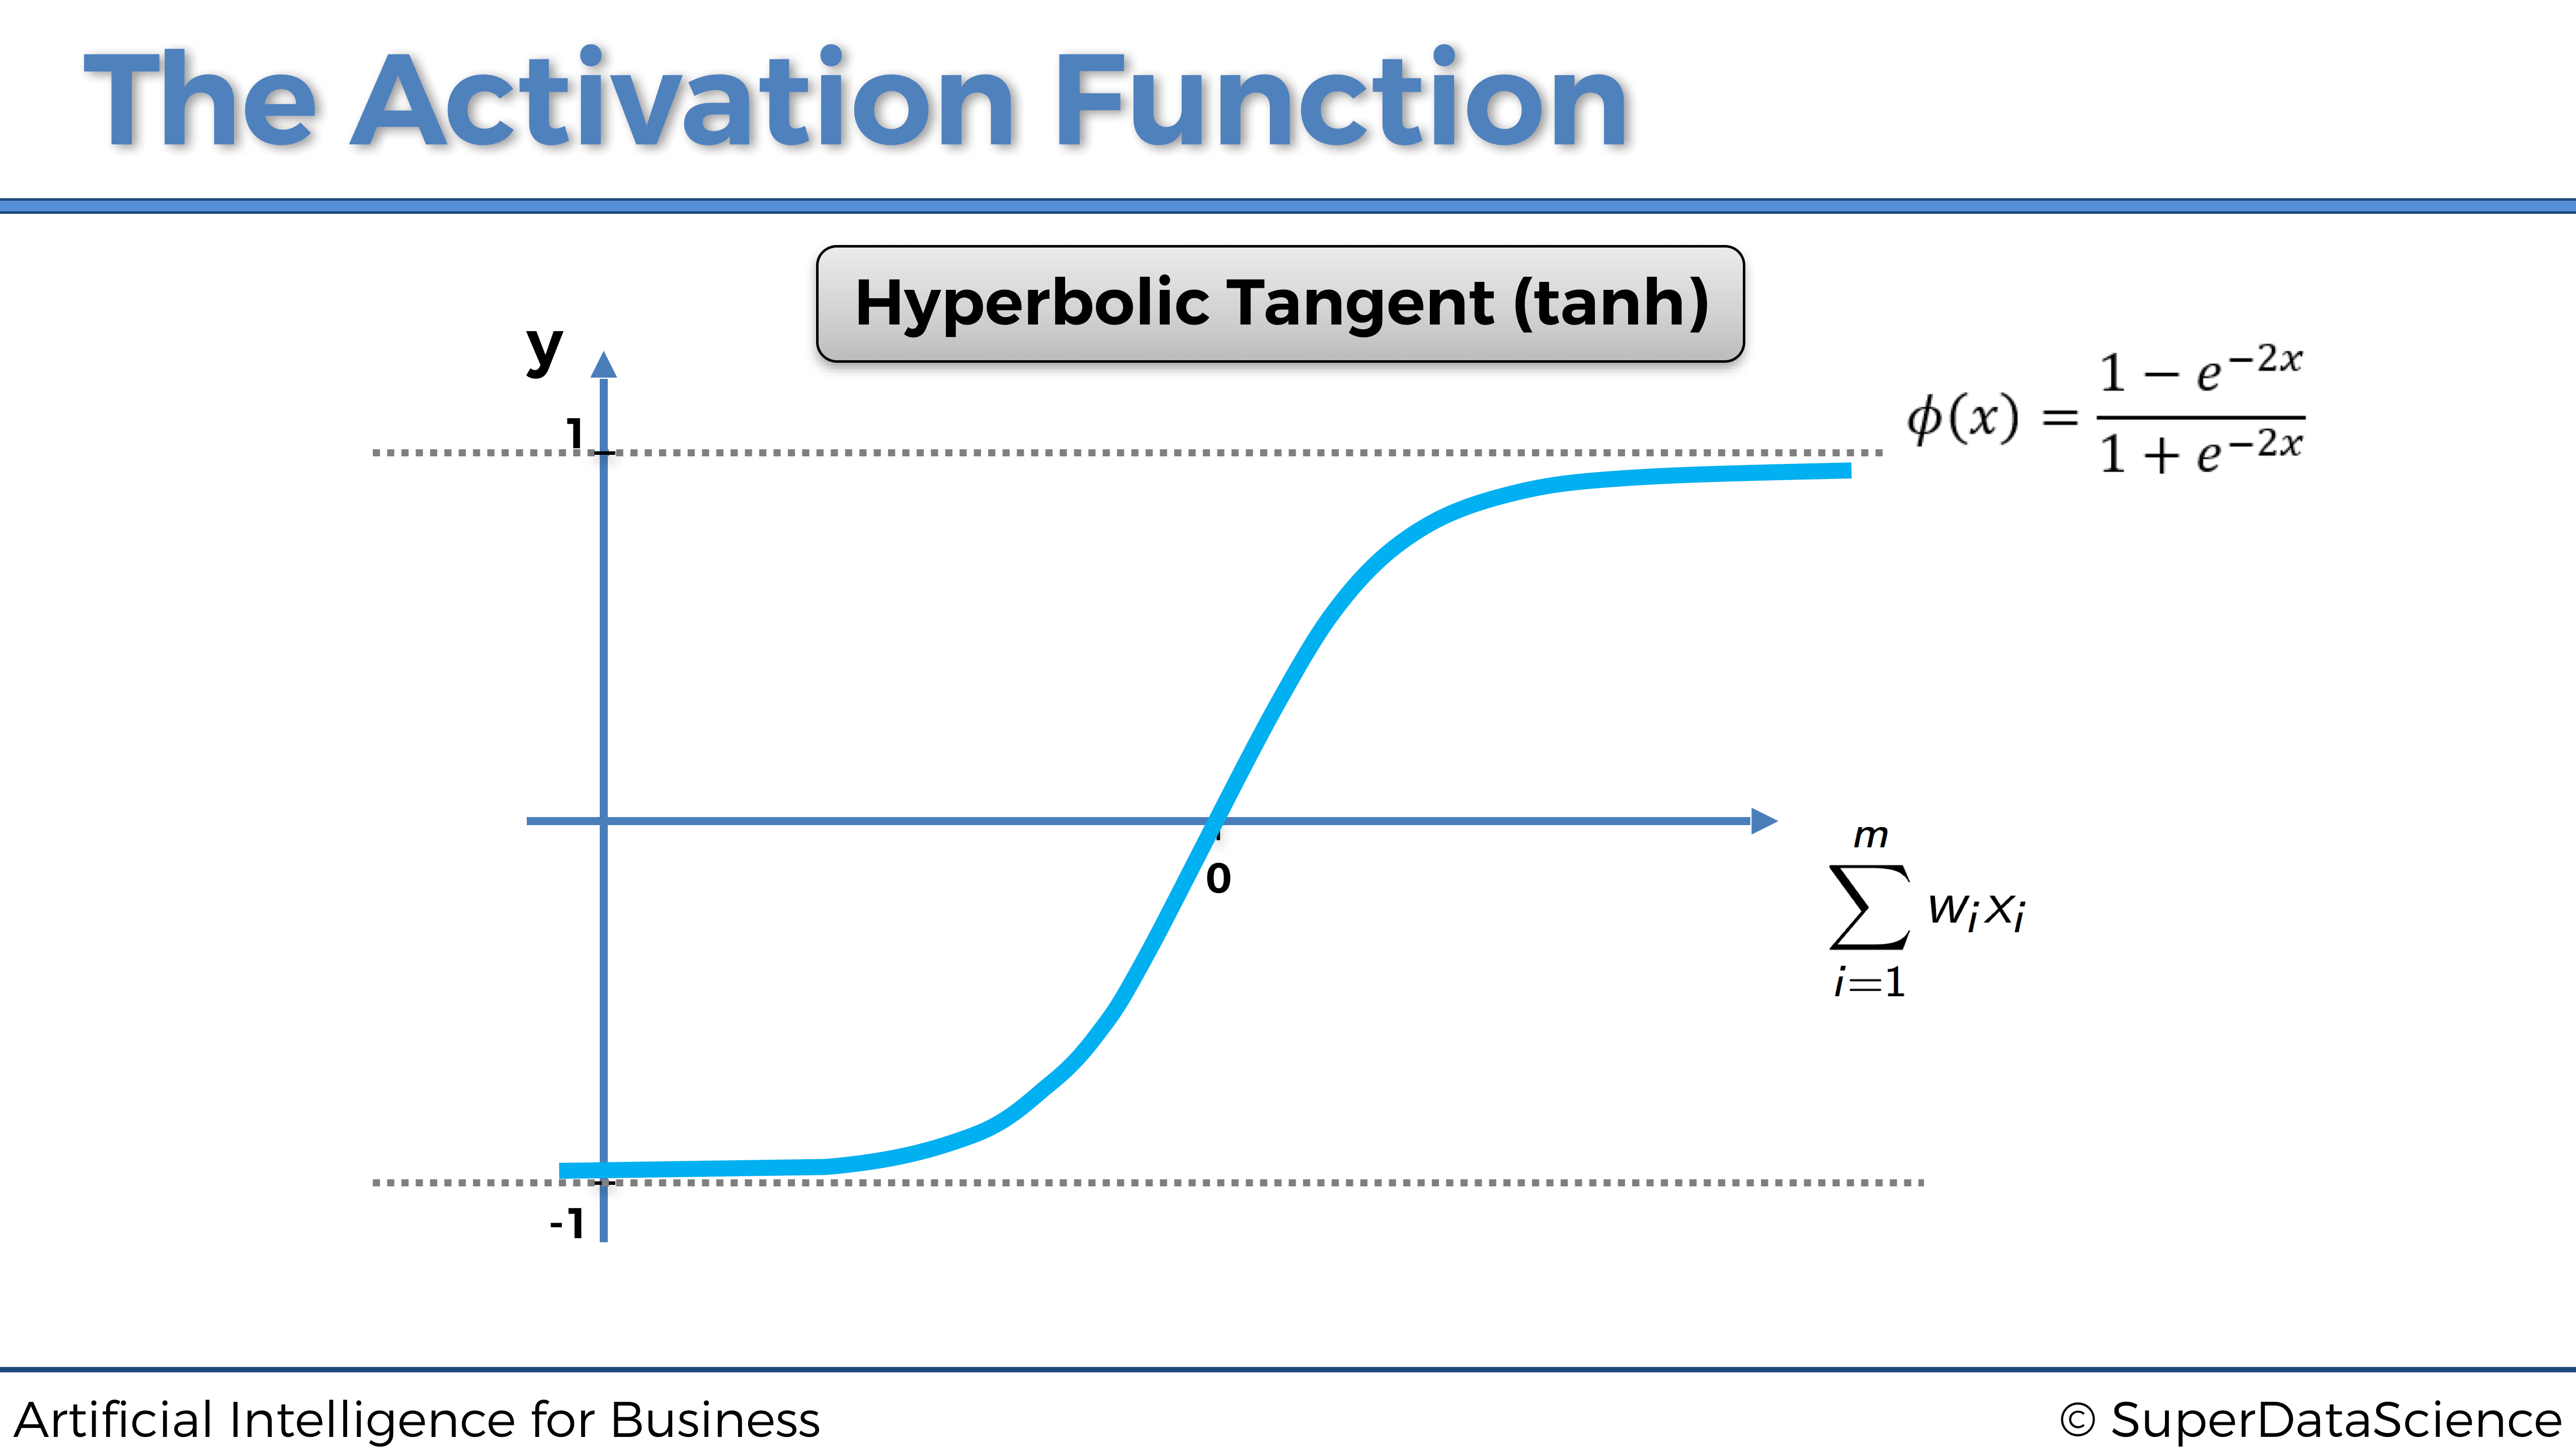 The Activation Function
Hyperbolic Tangent (tanh)
y
1
ϕ(x) = \frac{1 − e^{−2x}}{1 + e^{−2x}}
0
\sum_{i=1}^{m} w_i x_i
-1
Artificial Intelligence for Business
© SuperDataScience